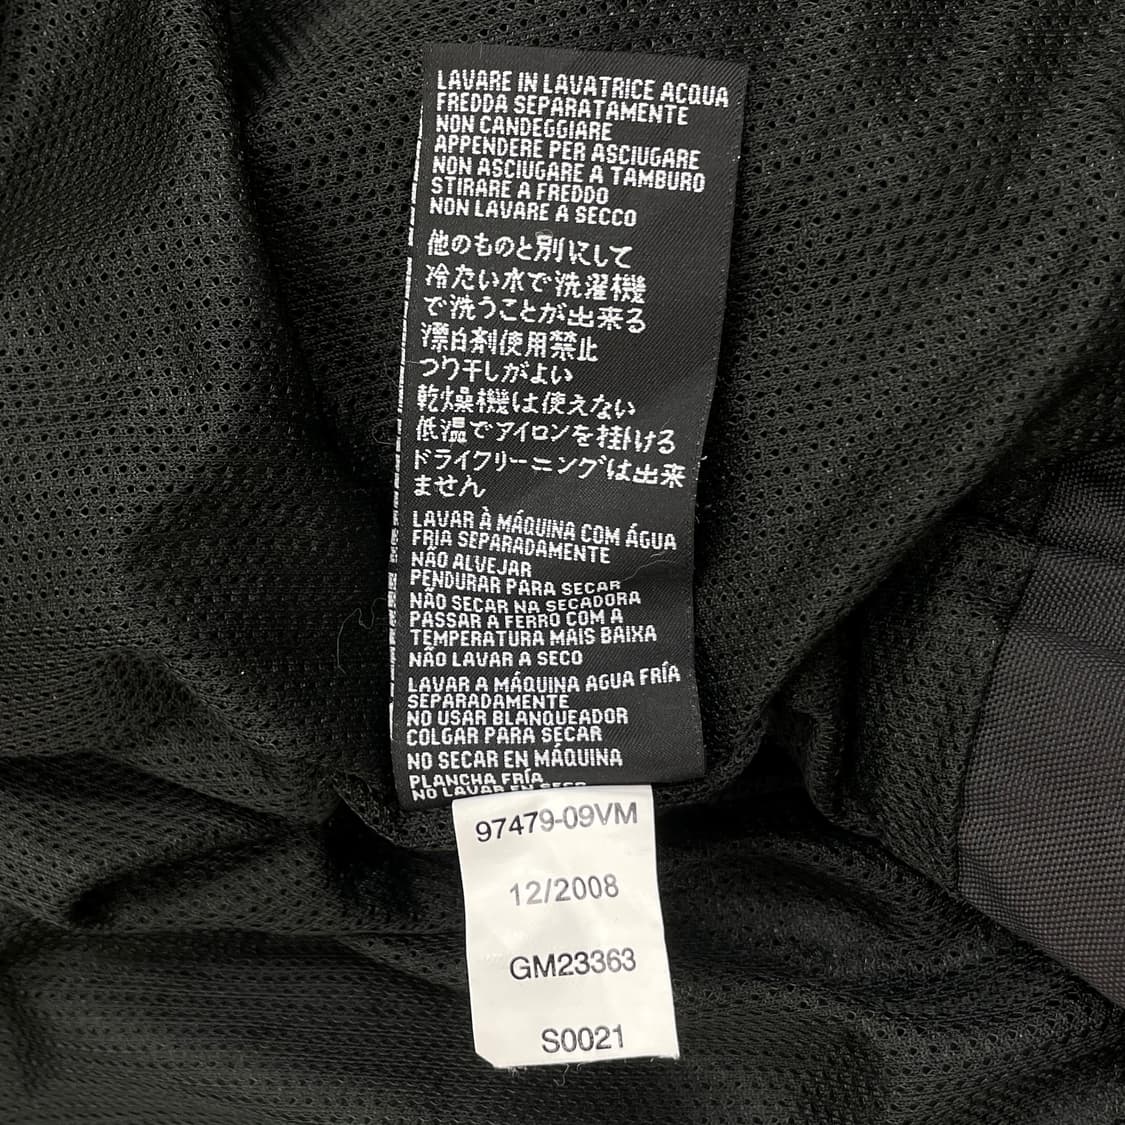 LAVARE IN LAVATRICE ACQUA
FREDDA SEPARATAMENTE
NON CANDEGGIARE
APPENDERE PER ASCIUGARE
NON ASCIUGARE A TAMBURO
STIRARE A FREDDO
NON LAVARE A SECCO
他のものと別にして
冷たい水で洗濯機
で洗うことが出来る
漂白剤使用禁止
つり干しがよい
乾燥機は使えない
低温でアイロンを掛ける
ドライクリーニングは出来
ません
LAVAR À MÁQUINA COM ÁGUA
FRIA SEPARADAMENTE
NÃO ALVEJAR
PENDURAR PARA SECAR
NÃO SECAR NA SECADORA
PASSAR A FERRO COM A
TEMPERATURA MAIS BAIXA
NÃO LAVAR A SECO
LAVAR A MÁQUINA AGUA FRÍA
SEPARADAMENTE
NO USAR BLANQUEADOR
COLGAR PARA SECAR
NO SECAR EN MÁQUINA
PLANCHA FRÍA
NO LAVAR EN SECO
97479-09VM
12/2008
GM23363
S0021